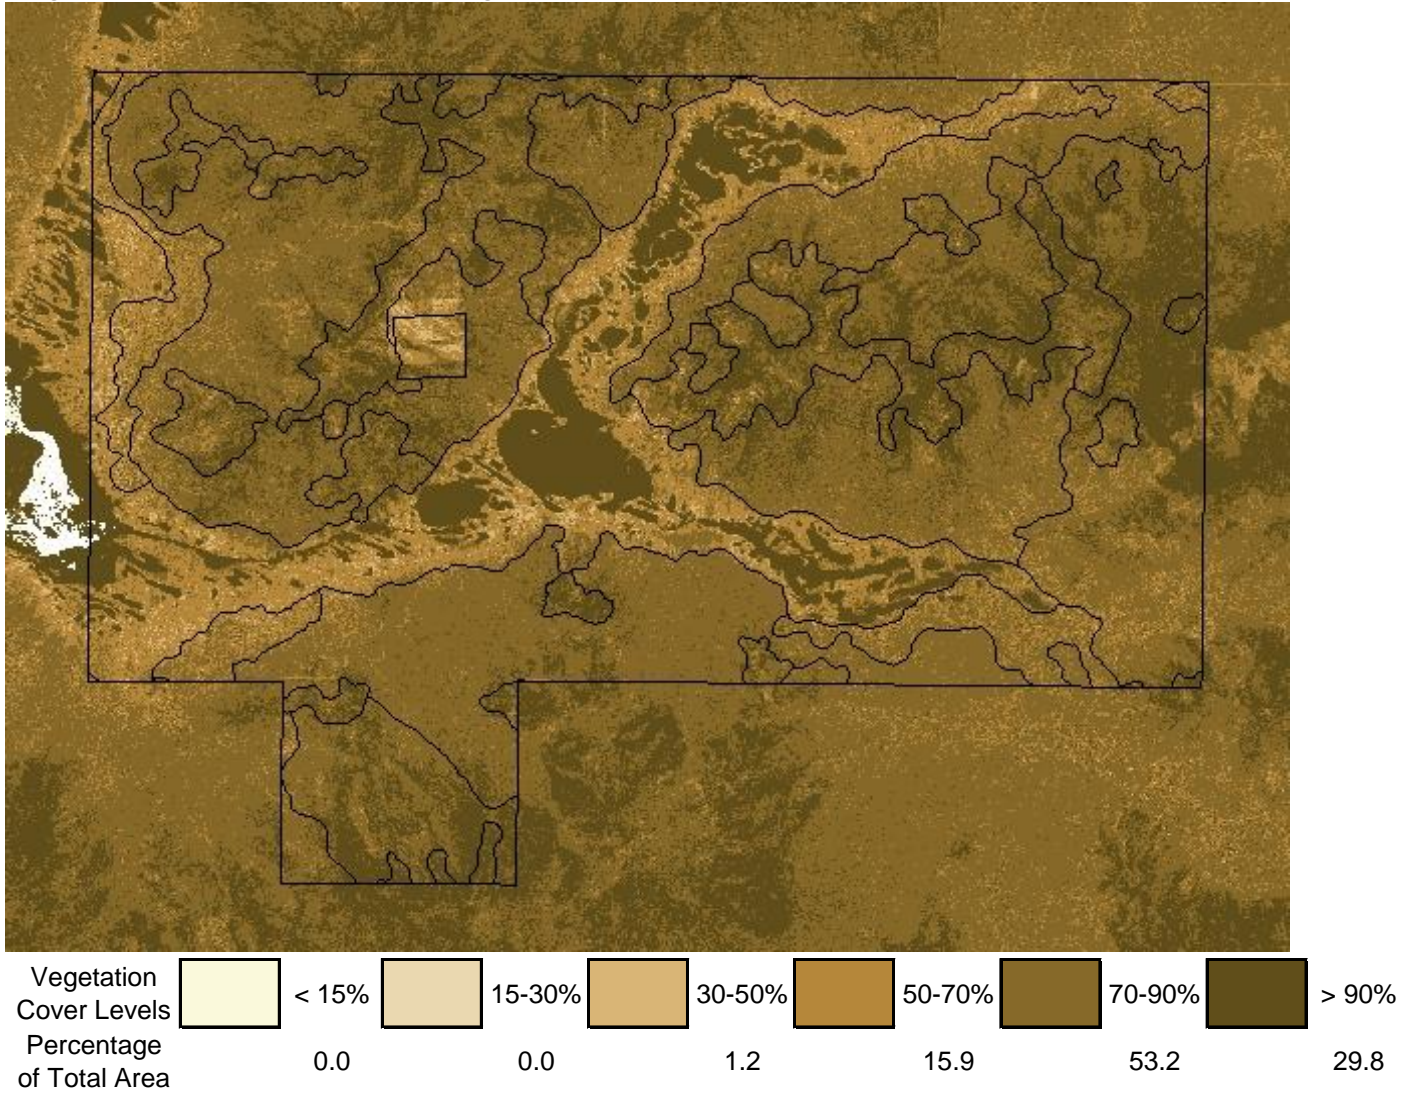 Vegetation
Cover Levels
< 15% 15-30% 30-50% 50-70% 70-90% > 90%
Percentage
of Total Area
0.0 0.0 1.2 15.9 53.2 29.8